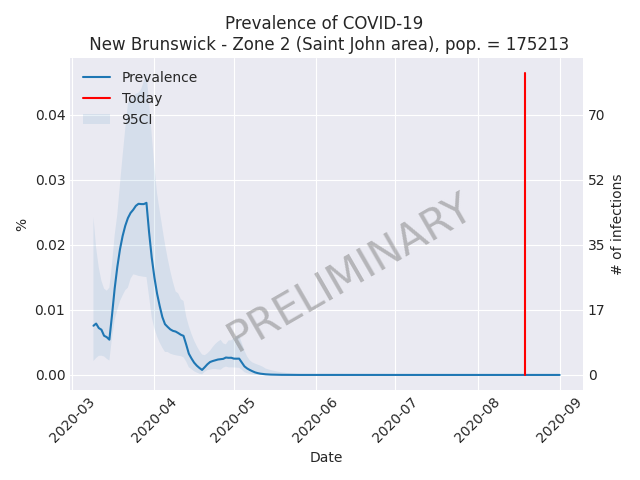 Prevalence of COVID-19
New Brunswick - Zone 2 (Saint John area), pop. = 175213
Prevalence
Today
95CI
0.04
0.03
0.02
0.01
0.00
%
70
52
35
17
0
# of infections
PRELIMINARY
2020-03
2020-04
2020-05
2020-06
2020-07
2020-08
2020-09
Date